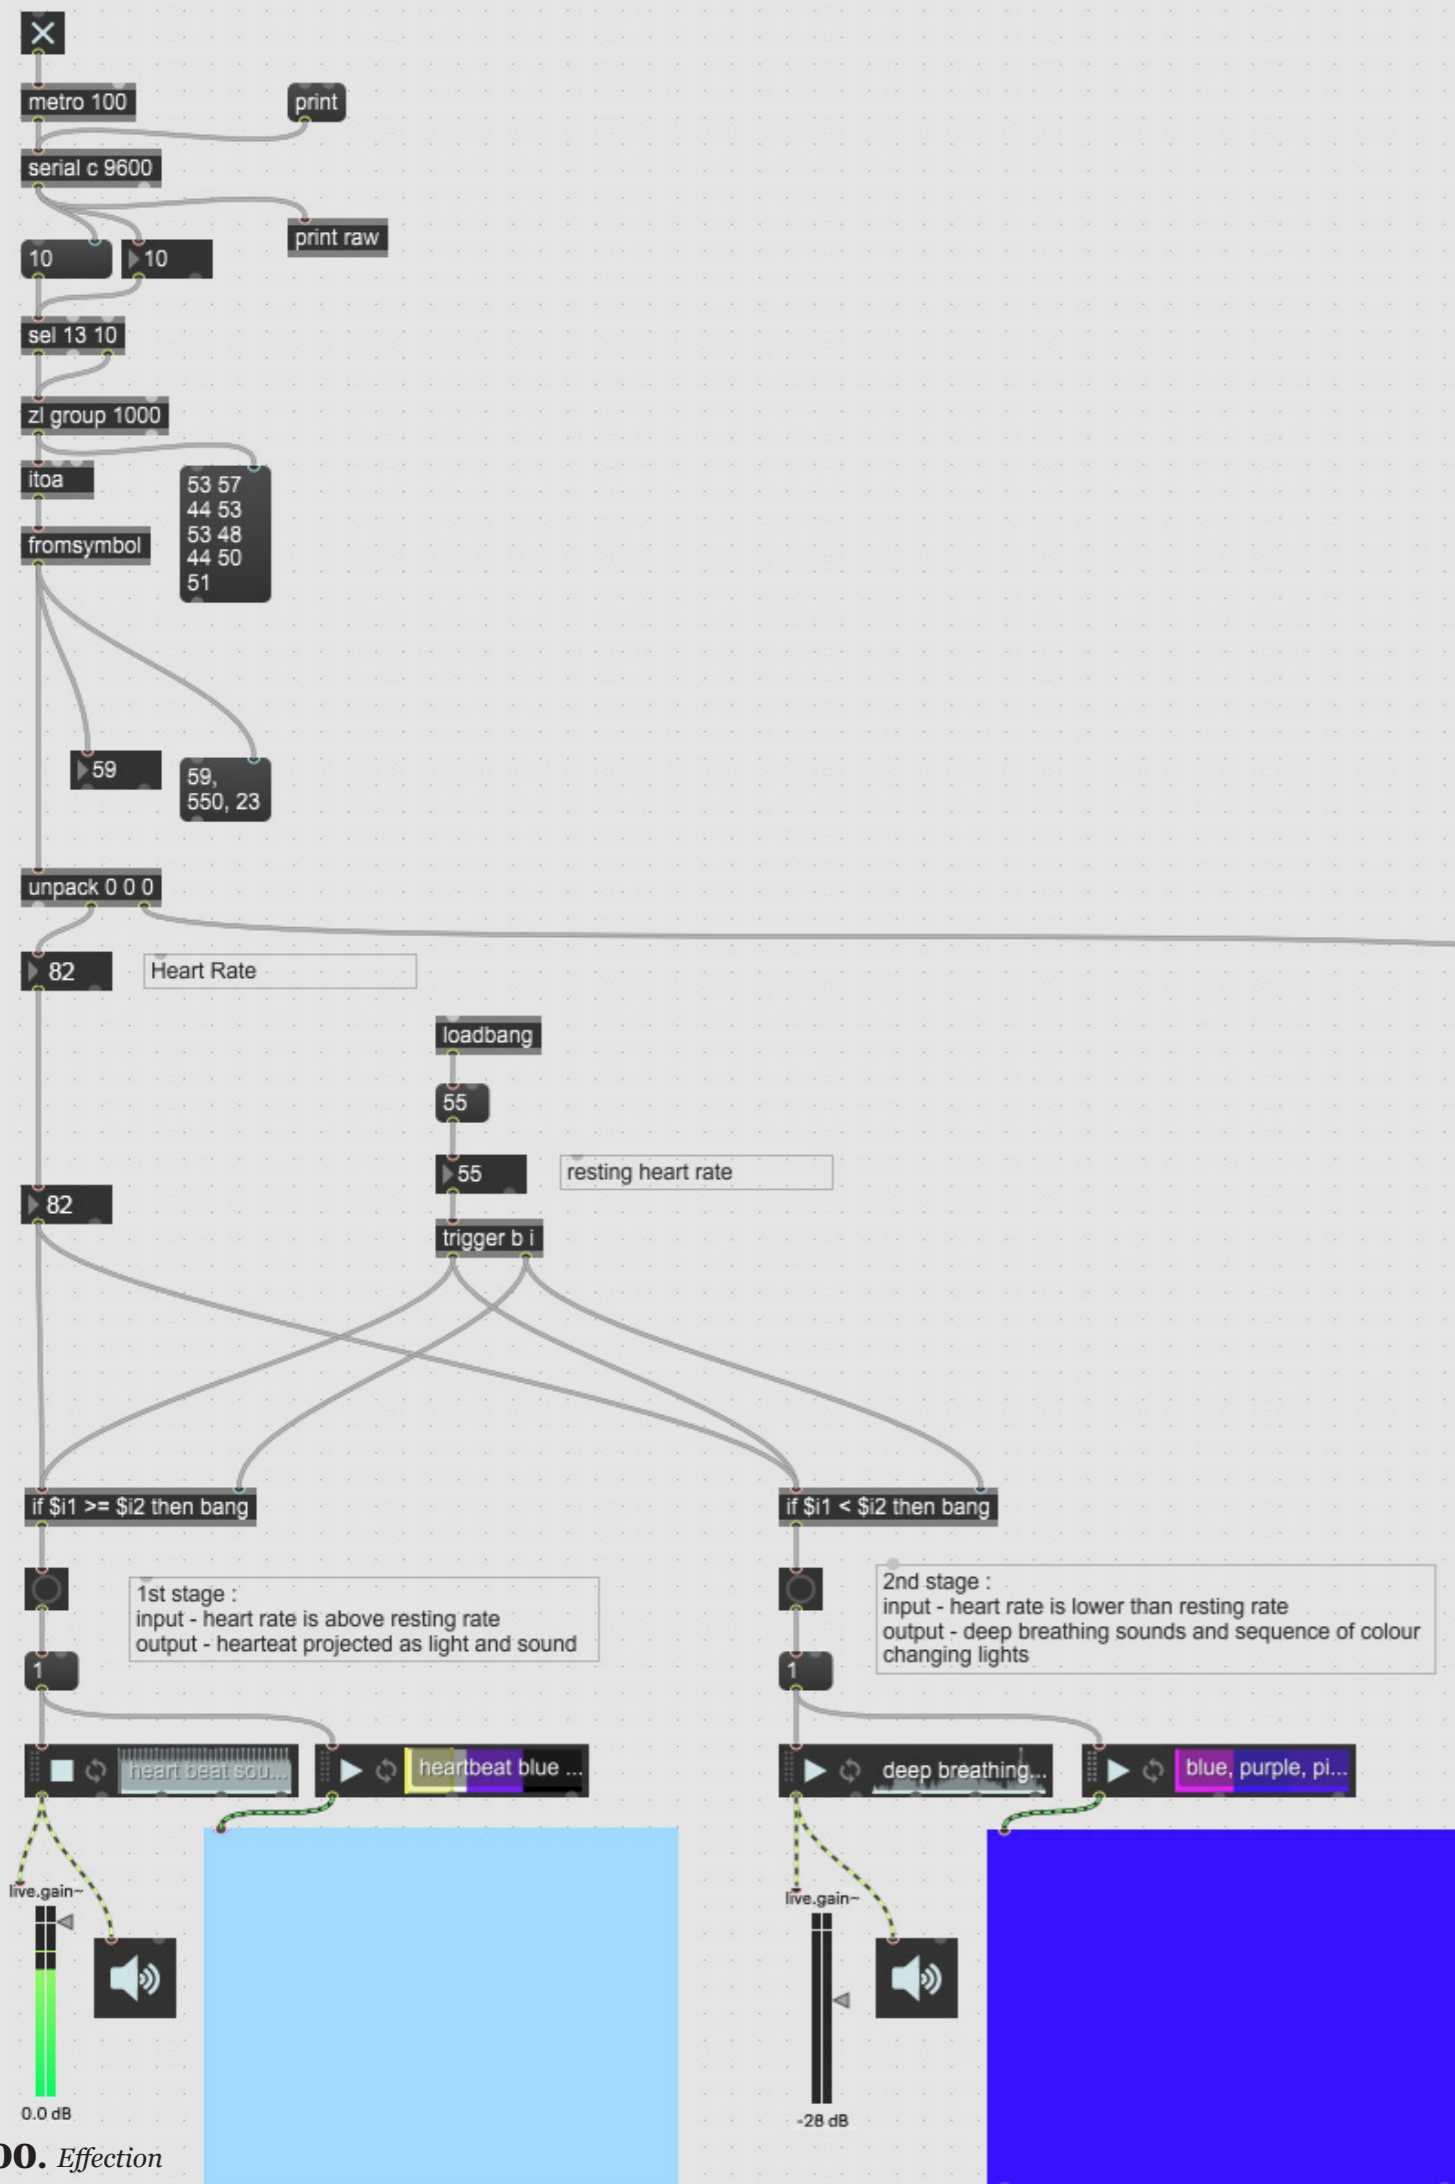 metro 100
print
serial c 9600
print raw
10
10
sel 13 10
zl group 1000
itoa
53 57
44 53
53 48
44 50
51
fromsymbol
59
59,
550, 23
unpack 0 0 0
82
Heart Rate
loadbang
55
55
resting heart rate
82
trigger b i
if $i1 >= $i2 then bang
if $i1 < $i2 then bang
1st stage :
input - heart rate is above resting rate
output - hearteat projected as light and sound
2nd stage :
input - heart rate is lower than resting rate
output - deep breathing sounds and sequence of colour
changing lights
1
1
heart beat sou...
heartbeat blue ...
deep breathing...
blue, purple, pi...
live.gain~
live.gain~
0.0 dB
-28 dB
00. Effection